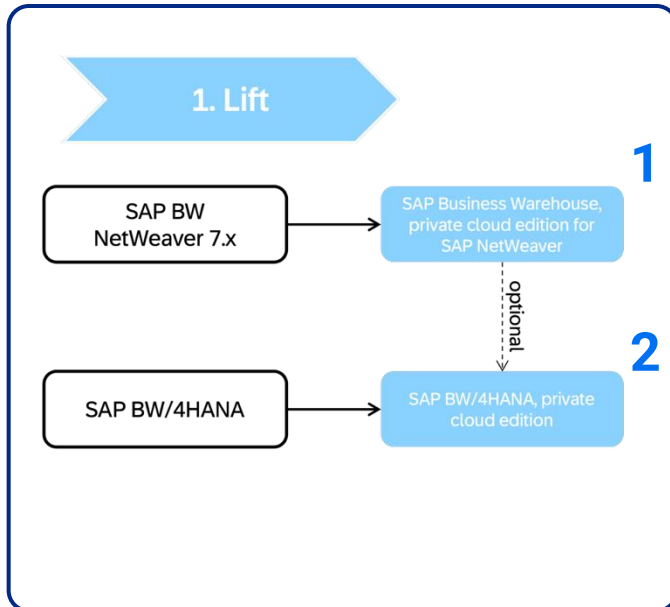 1. Lift
1
SAP BW
NetWeaver 7.x
SAP Business Warehouse,
private cloud edition for
SAP NetWeaver
optional
2
SAP BW/4HANA
SAP BW/4HANA, private
cloud edition